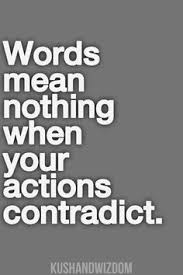 Words
mean
nothing
when
your
actions
contradict.
KUSHANDWIZDOM